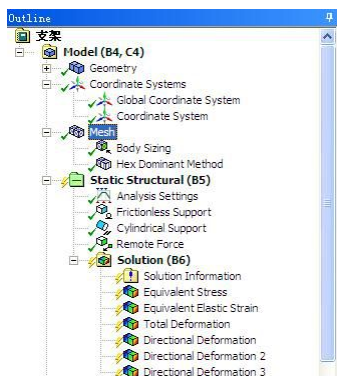 Outline
支架
Model (B4, C4)
Geometry
Coordinate Systems
Global Coordinate System
Coordinate System
Mesh
Body Sizing
Hex Dominant Method
Static Structural (B5)
Analysis Settings
Frictionless Support
Cylindrical Support
Remote Force
Solution (B6)
Solution Information
Equivalent Stress
Equivalent Elastic Strain
Total Deformation
Directional Deformation
Directional Deformation 2
Directional Deformation 3